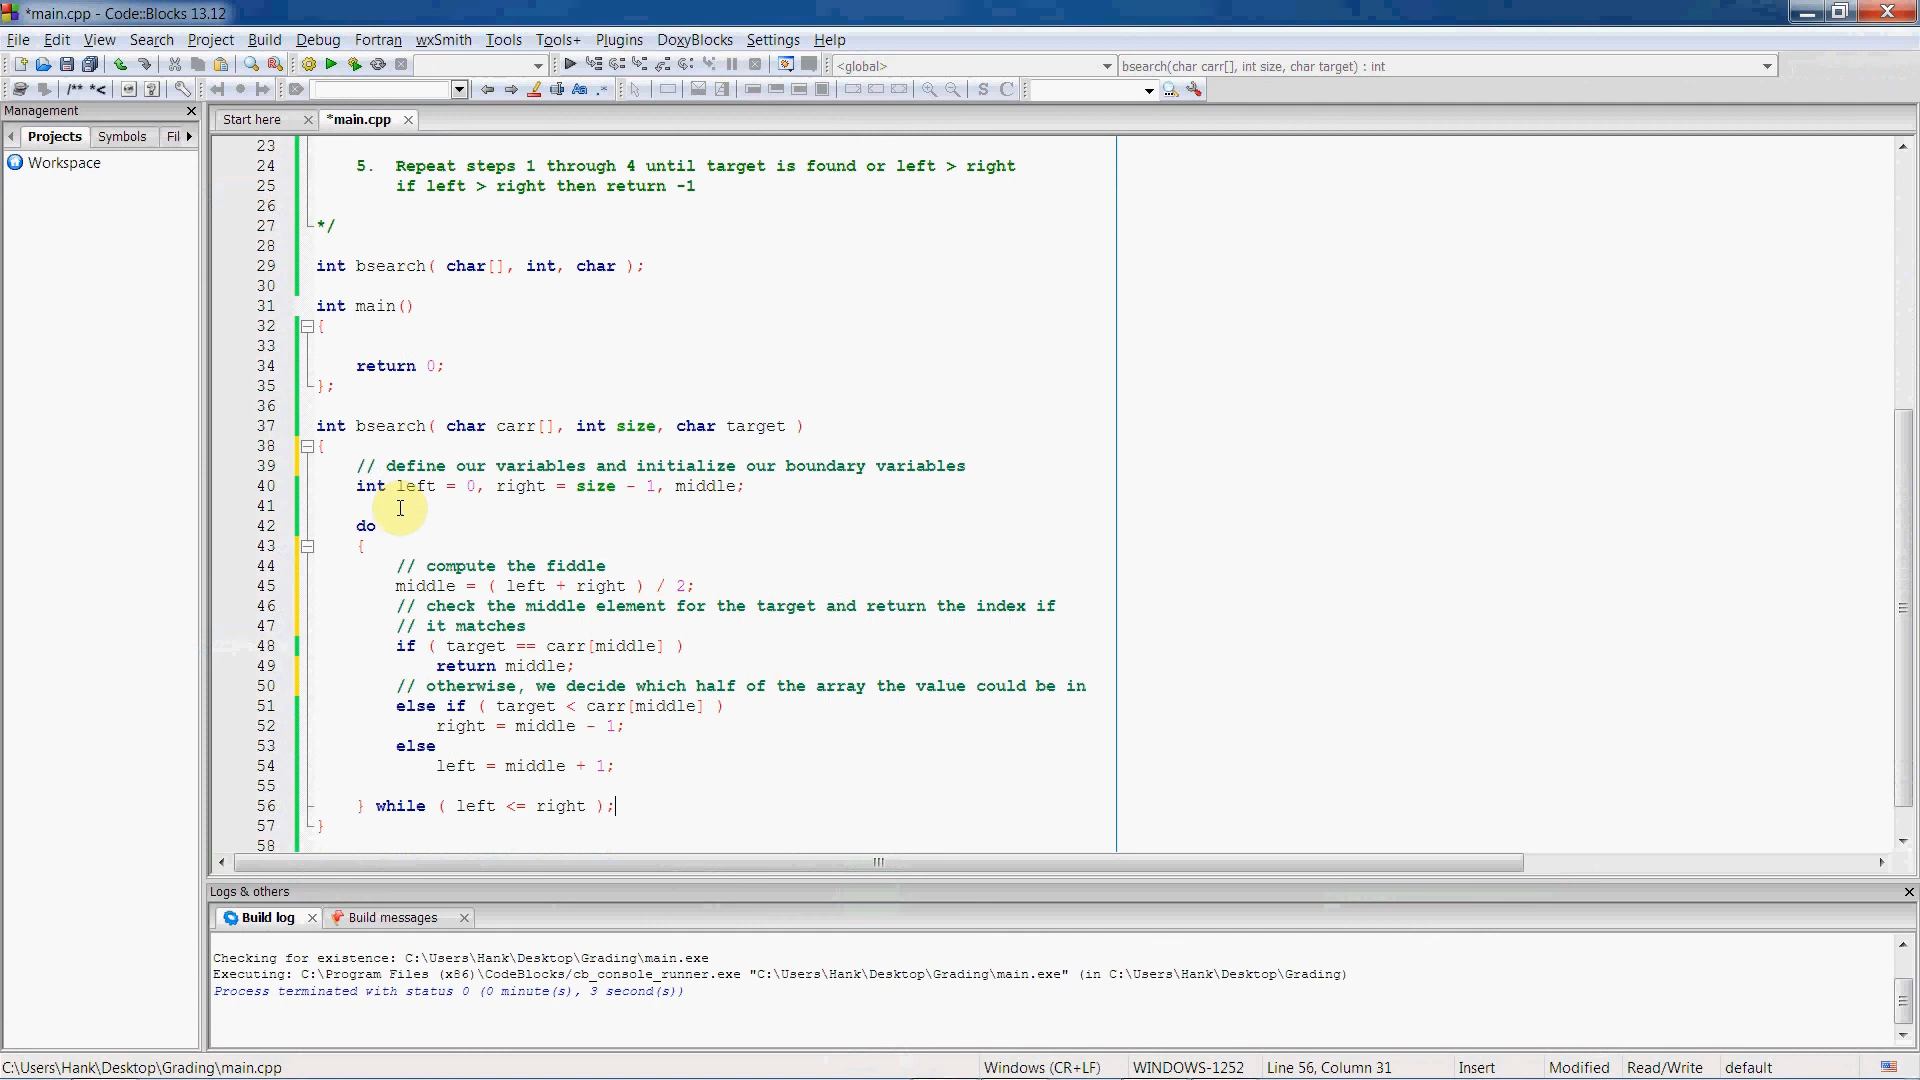 *main.cpp - Code::Blocks 13.12
File Edit View Search Project Build Debug Fortran wxSmith Tools Tools+ Plugins DoxyBlocks Settings Help
<global>
bsearch(char carr[], int size, char target) : int
/** *<
Management
Start here
*main.cpp
Projects Symbols Fil
Workspace
23
24 5. Repeat steps 1 through 4 until target is found or left > right
25 if left > right then return -1
26
27 */
28
29 int bsearch( char[], int, char );
30
31 int main()
32 {
33
34 return 0;
35 };
36
37 int bsearch( char carr[], int size, char target )
38 {
39 // define our variables and initialize our boundary variables
40 int left = 0, right = size - 1, middle;
41
42 do
43 {
44 // compute the fiddle
45 middle = ( left + right ) / 2;
46 // check the middle element for the target and return the index if
47 // it matches
48 if ( target == carr[middle] )
49 return middle;
50 // otherwise, we decide which half of the array the value could be in
51 else if ( target < carr[middle] )
52 right = middle - 1;
53 else
54 left = middle + 1;
55
56 } while ( left <= right );
57 }
58
Logs & others
Build log
Build messages
Checking for existence: C:\Users\Hank\Desktop\Grading\main.exe
Executing: C:\Program Files (x86)\CodeBlocks/cb_console_runner.exe "C:\Users\Hank\Desktop\Grading\main.exe" (in C:\Users\Hank\Desktop\Grading)
Process terminated with status 0 (0 minute(s), 3 second(s))
C:\Users\Hank\Desktop\Grading\main.cpp
Windows (CR+LF) WINDOWS-1252 Line 56, Column 31 Insert Modified Read/Write default